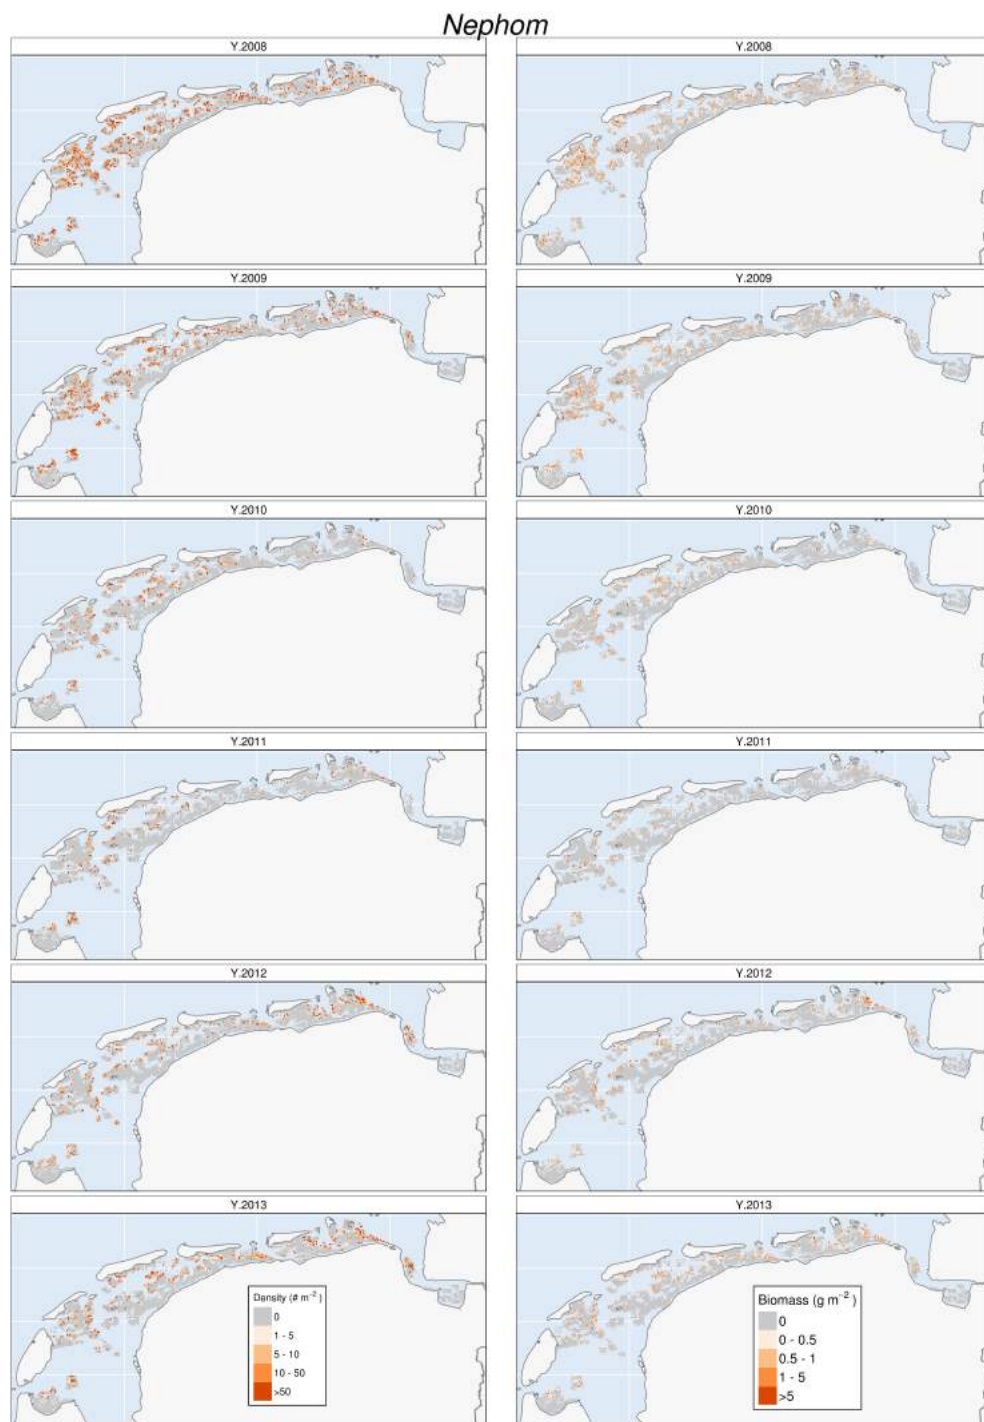 Nephom
Y.2008
Y.2008
Y.2009
Y.2009
Y.2010
Y.2010
Y.2011
Y.2011
Y.2012
Y.2012
Y.2013
Y.2013
Density (# m⁻²)
0
1 - 5
5 - 10
10 - 50
>50
Biomass (g m⁻²)
0
0 - 0.5
0.5 - 1
1 - 5
>5